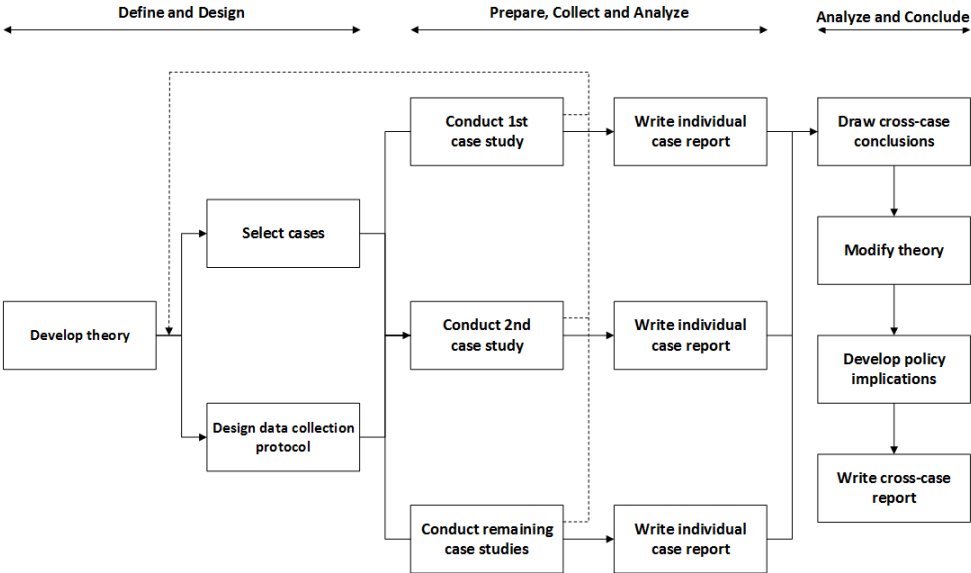 Define and Design
Prepare, Collect and Analyze
Analyze and Conclude
Develop theory
Select cases
Design data collection
protocol
Conduct 1st
case study
Conduct 2nd
case study
Conduct remaining
case studies
Write individual
case report
Write individual
case report
Write individual
case report
Draw cross-case
conclusions
Modify theory
Develop policy
implications
Write cross-case
report